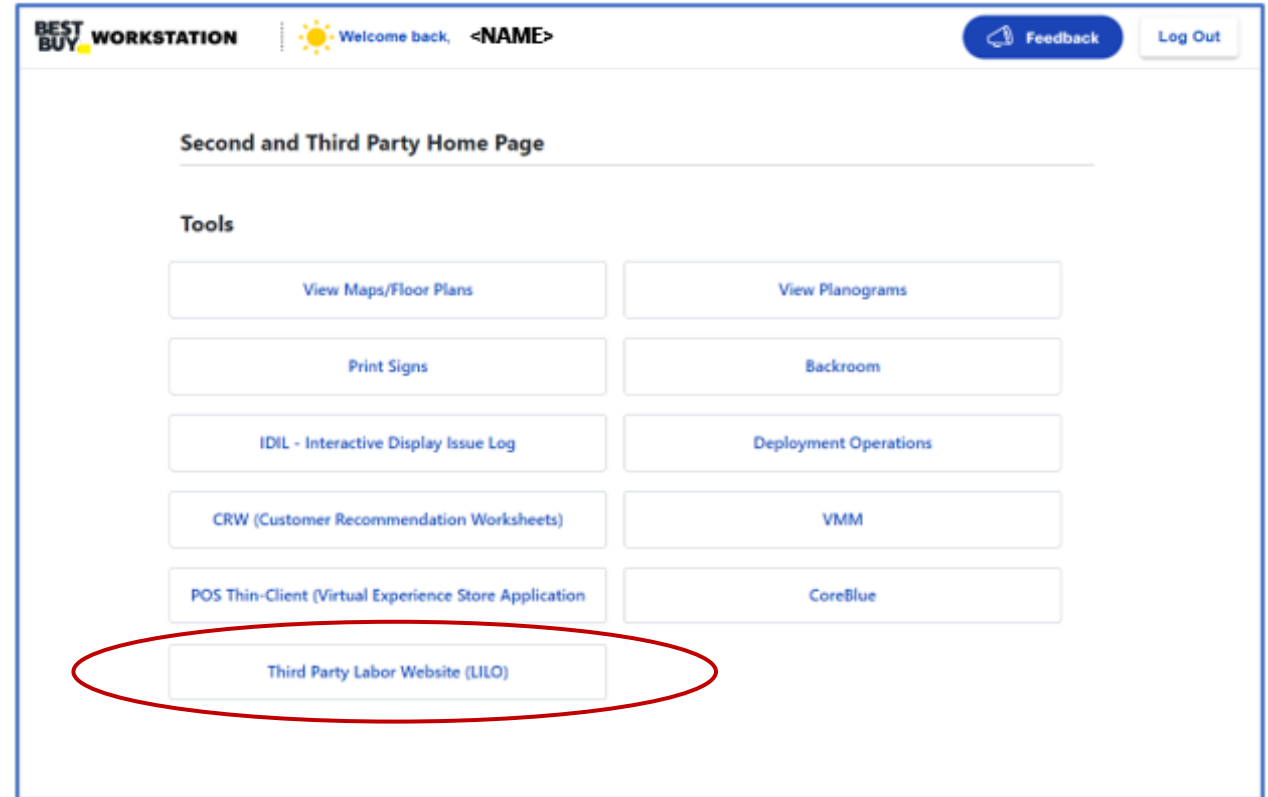 BEST BUY WORKSTATION
Welcome back, <NAME>
Feedback
Log Out
Second and Third Party Home Page
Tools
View Maps/Floor Plans
View Planograms
Print Signs
Backroom
IDIL - Interactive Display Issue Log
Deployment Operations
CRW (Customer Recommendation Worksheets)
VMM
POS Thin-Client (Virtual Experience Store Application
CoreBlue
Third Party Labor Website (LILO)